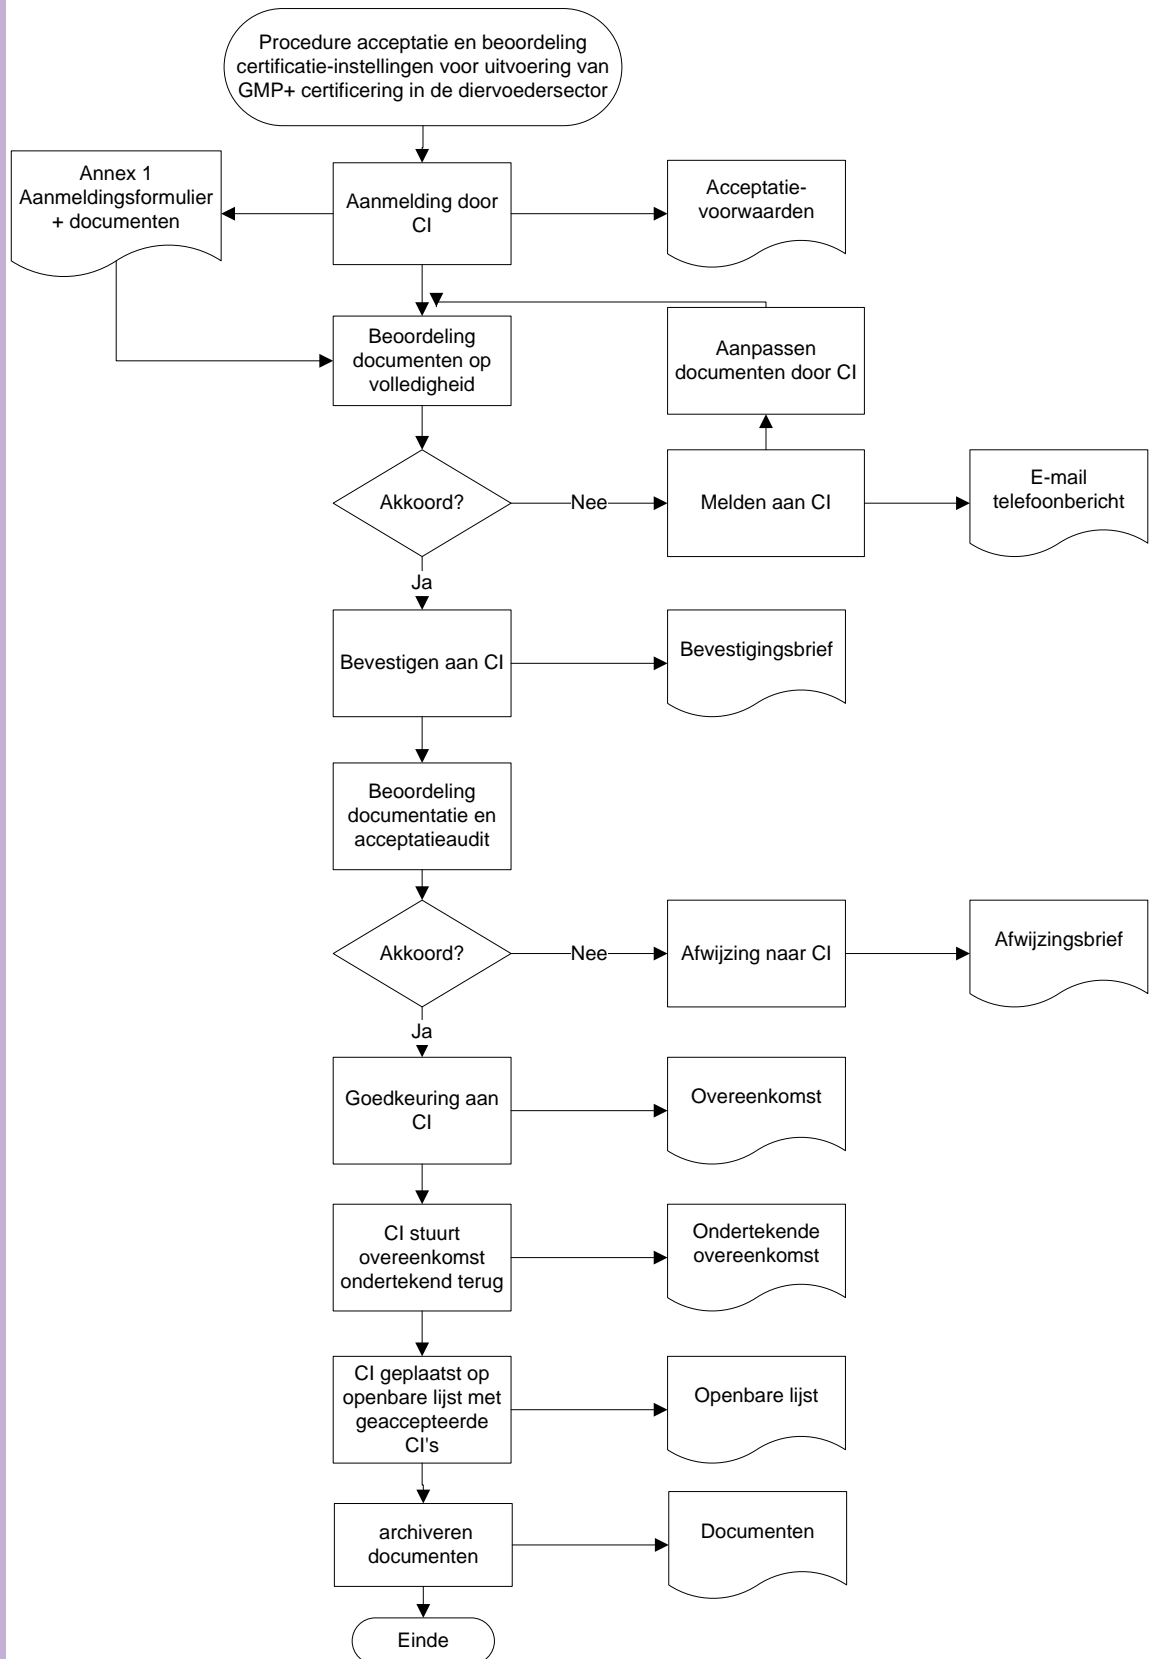 Procedure acceptatie en beoordeling
certificatie-instellingen voor uitvoering van
GMP+ certificering in de diervoedersector
Annex 1
Aanmeldingsformulier
+ documenten
Aanmelding door
CI
Acceptatie-
voorwaarden
Beoordeling
documenten op
volledigheid
Aanpassen
documenten door CI
Akkoord?
Nee
Melden aan CI
E-mail
telefoonbericht
Ja
Bevestigen aan CI
Bevestigingsbrief
Beoordeling
documentatie en
acceptatieaudit
Akkoord?
Nee
Afwijzing naar CI
Afwijzingsbrief
Ja
Goedkeuring aan
CI
Overeenkomst
CI stuurt
overeenkomst
ondertekend terug
Ondertekende
overeenkomst
CI geplaatst op
openbare lijst met
geaccepteerde
CI's
Openbare lijst
archiveren
documenten
Documenten
Einde